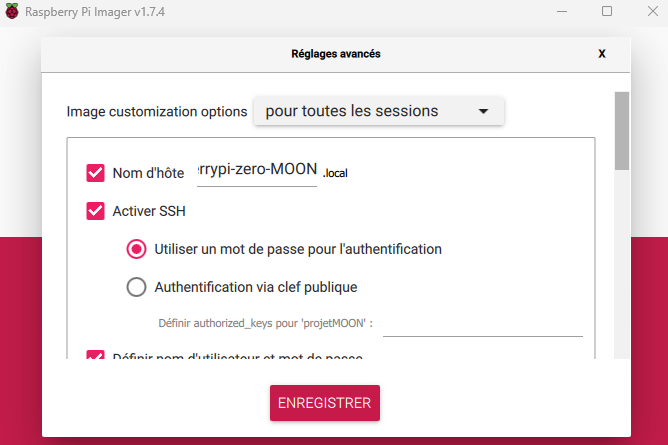 Raspberry Pi Imager v1.7.4
Réglages avancés X
Image customization options pour toutes les sessions
Nom d'hôte errypi-zero-MOON .local
Activer SSH
Utiliser un mot de passe pour l'authentification
Authentification via clef publique
Définir authorized_keys pour 'projetMOON' :
Définir nom d'utilisateur et mot de passe
ENREGISTRER